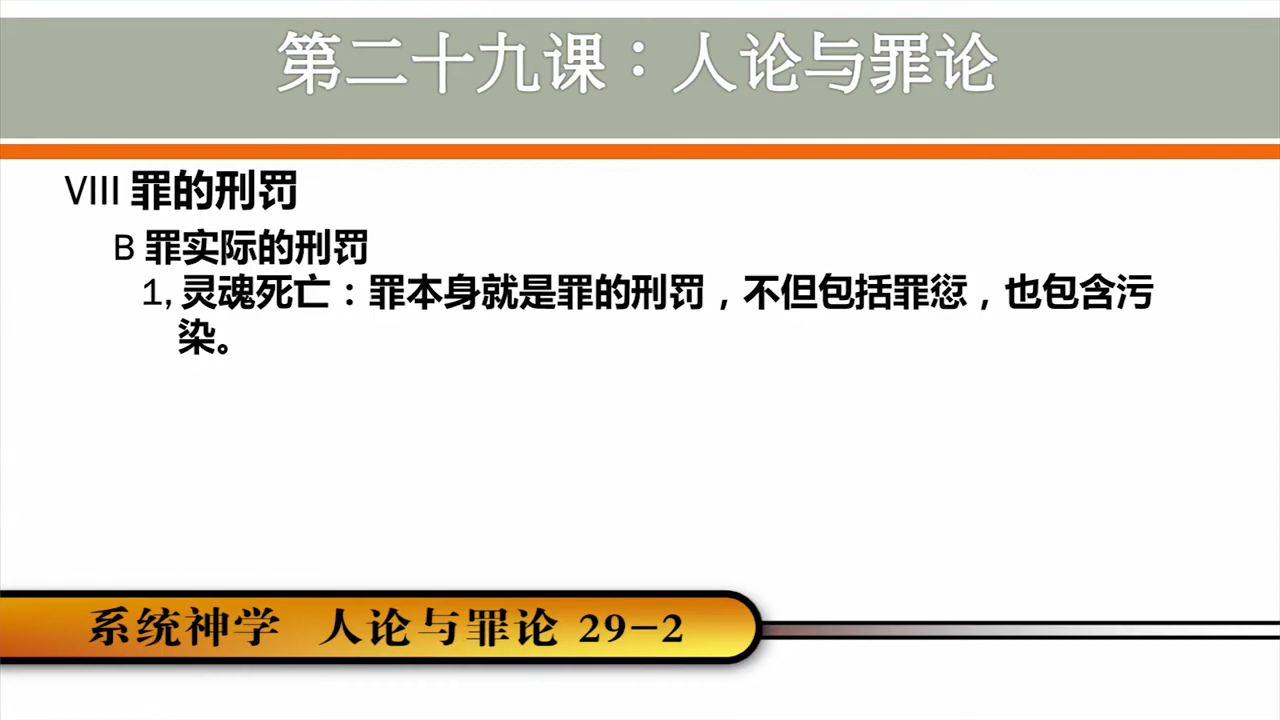 第二十九课：人论与罪论
VIII 罪的刑罚
B 罪实际的刑罚
1, 灵魂死亡：罪本身就是罪的刑罚，不但包括罪愆，也包含污
染。
系统神学 人论与罪论 29-2